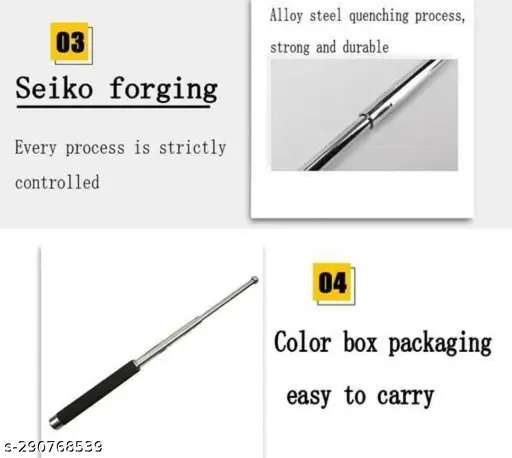 03
Seiko forging
Every process is strictly
controlled
Alloy steel quenching process,
strong and durable
04
Color box packaging
easy to carry
s-290768539